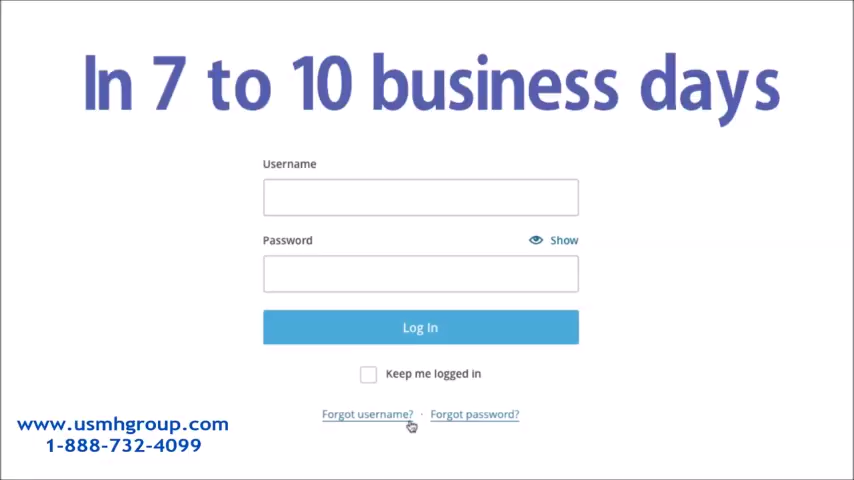 In 7 to 10 business days
Username
Password Show
Log In
Keep me logged in
Forgot username? · Forgot password?
www.usmhgroup.com
1-888-732-4099